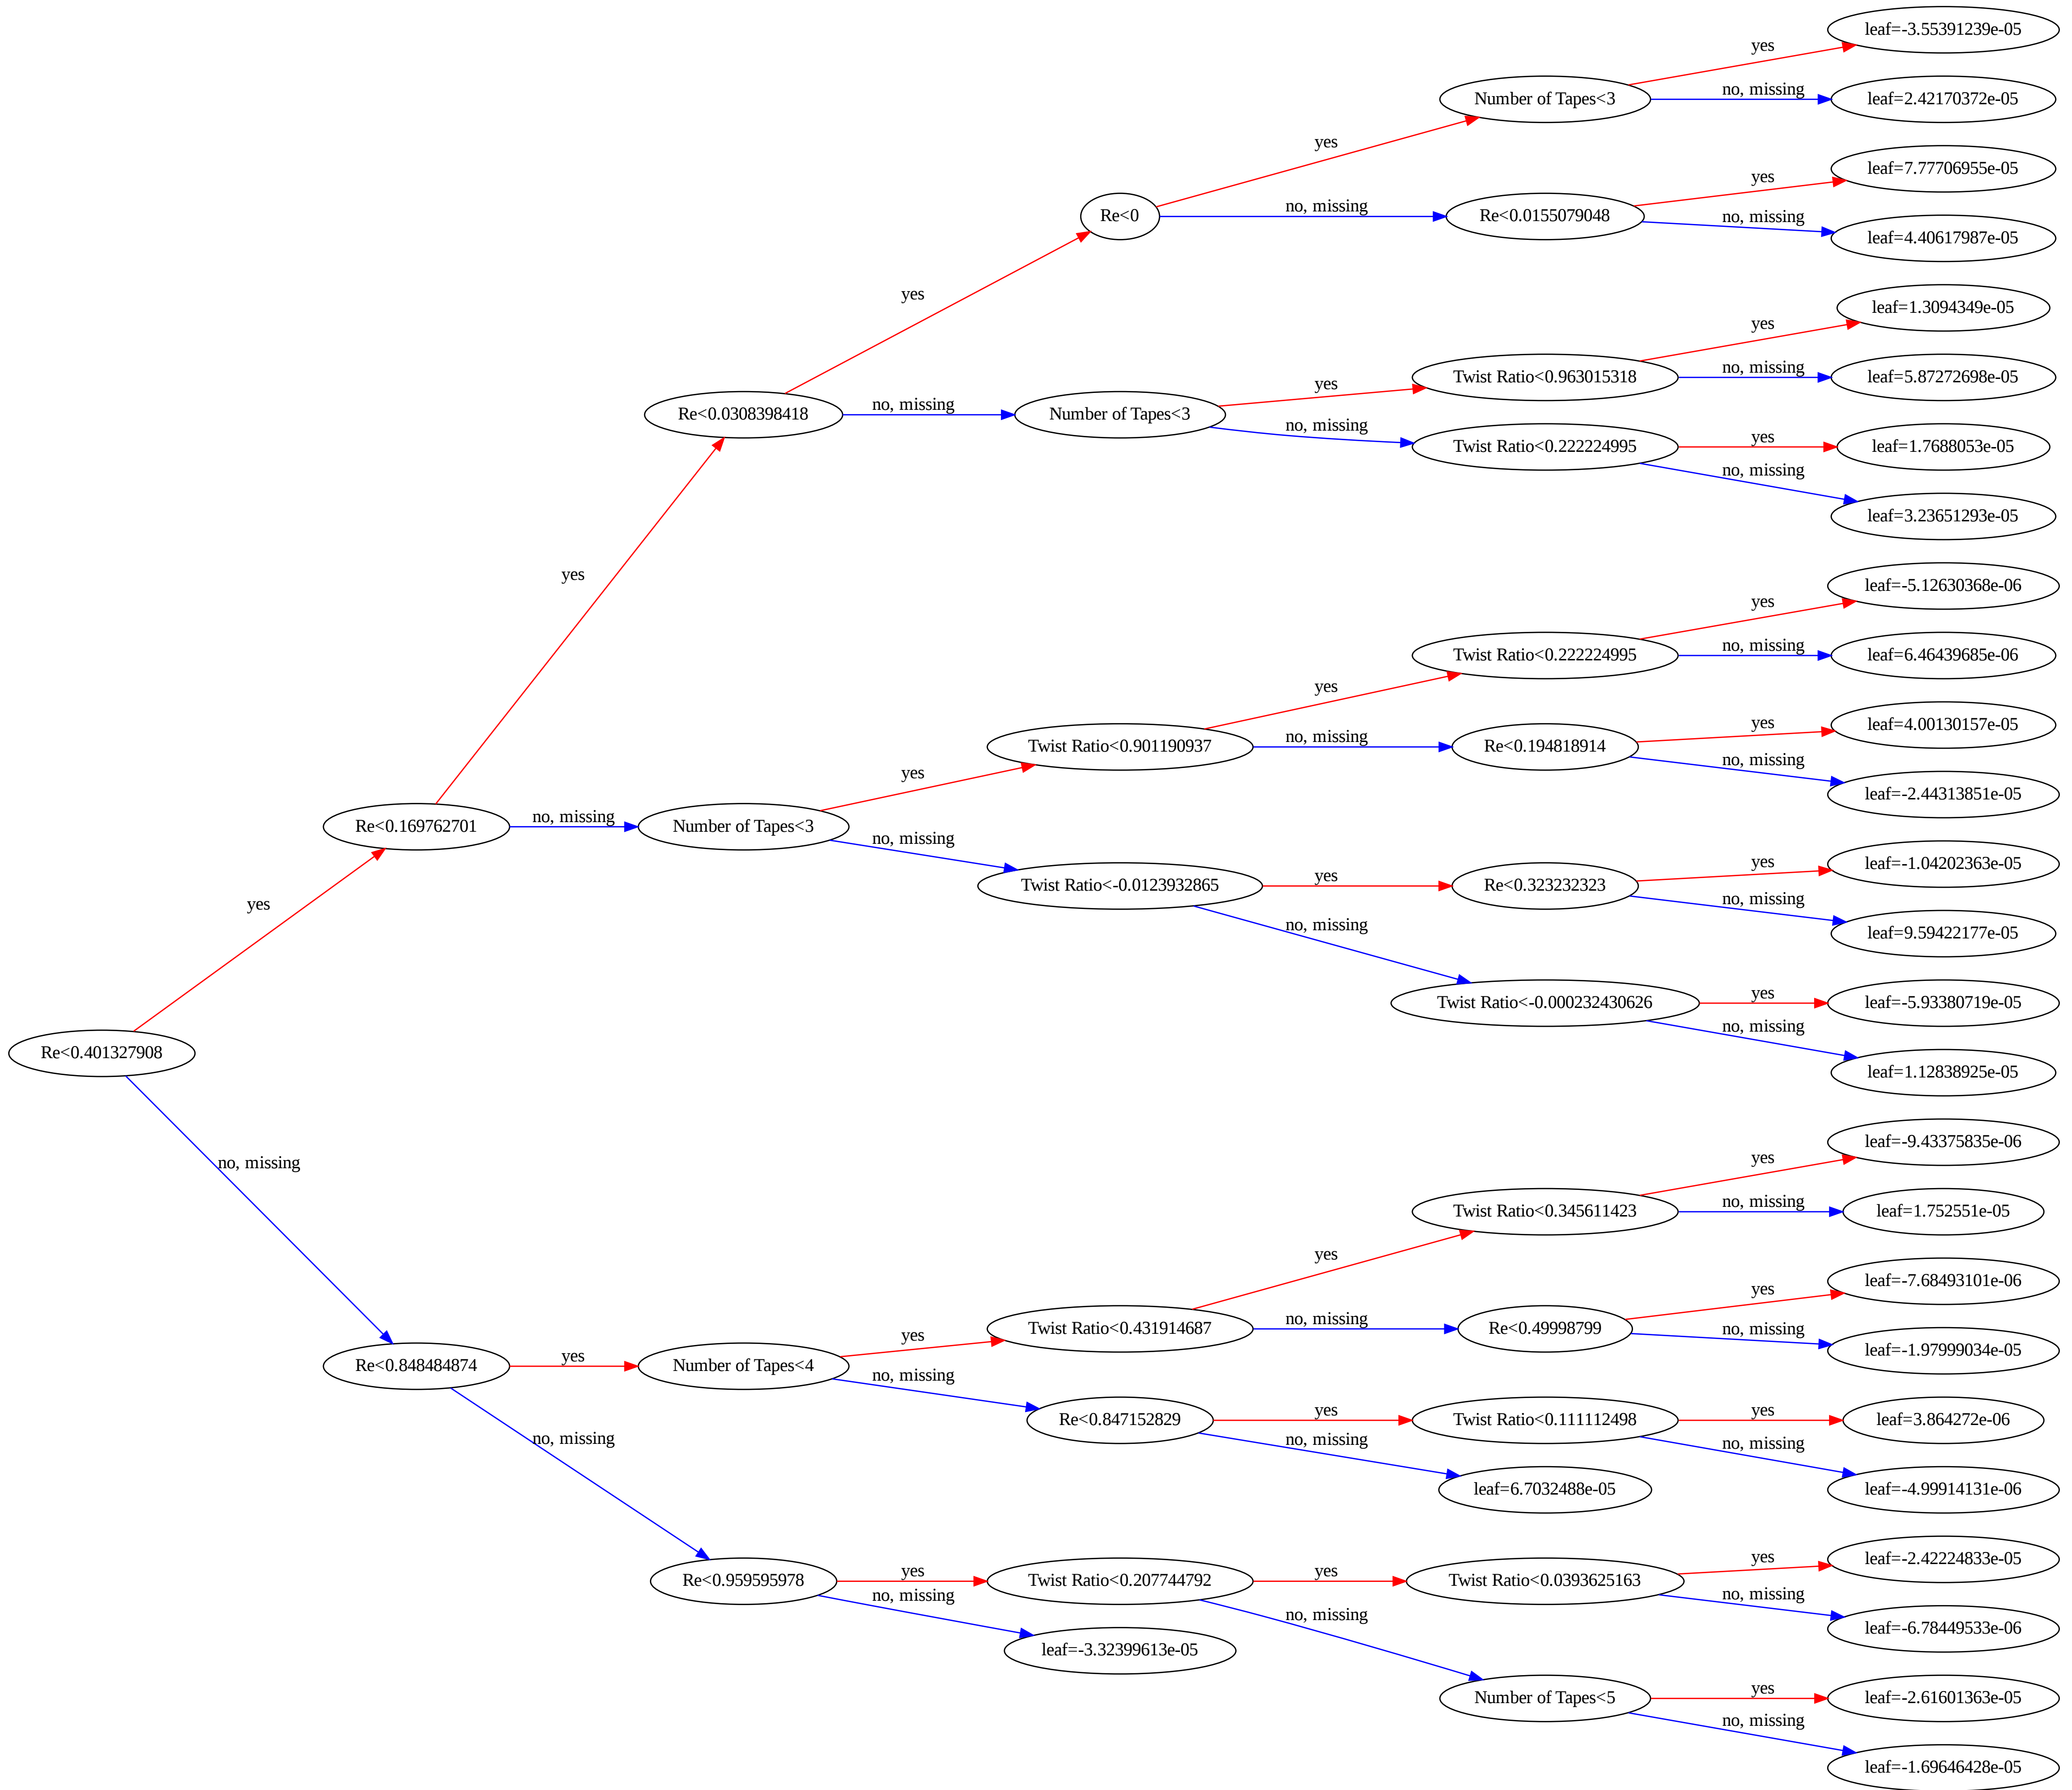 leaf=-3.55391239e-05
yes
Number of Tapes<3
no, missing
leaf=2.42170372e-05
yes
leaf=7.77706955e-05
yes
Re<0
no, missing
Re<0.0155079048
no, missing
leaf=4.40617987e-05
yes
leaf=1.3094349e-05
yes
Twist Ratio<0.963015318
no, missing
leaf=5.87272698e-05
Re<0.0308398418
no, missing
Number of Tapes<3
yes
no, missing
Twist Ratio<0.222224995
yes
leaf=1.7688053e-05
no, missing
leaf=3.23651293e-05
yes
leaf=-5.12630368e-06
yes
Twist Ratio<0.222224995
no, missing
leaf=6.46439685e-06
yes
Twist Ratio<0.901190937
no, missing
Re<0.194818914
yes
leaf=4.00130157e-05
no, missing
leaf=-2.44313851e-05
yes
Re<0.169762701
no, missing
Number of Tapes<3
no, missing
Twist Ratio<-0.0123932865
yes
Re<0.323232323
yes
leaf=-1.04202363e-05
no, missing
leaf=9.59422177e-05
no, missing
Twist Ratio<-0.000232430626
yes
leaf=-5.93380719e-05
no, missing
leaf=1.12838925e-05
yes
Re<0.401327908
no, missing
leaf=-9.43375835e-06
yes
Twist Ratio<0.345611423
no, missing
leaf=1.752551e-05
yes
Twist Ratio<0.431914687
no, missing
Re<0.49998799
yes
leaf=-7.68493101e-06
no, missing
leaf=-1.97999034e-05
Re<0.848484874
yes
Number of Tapes<4
yes
no, missing
Re<0.847152829
yes
Twist Ratio<0.111112498
yes
leaf=3.864272e-06
no, missing
leaf=-4.99914131e-06
no, missing
leaf=6.7032488e-05
no, missing
Re<0.959595978
yes
Twist Ratio<0.207744792
yes
Twist Ratio<0.0393625163
yes
leaf=-2.42224833e-05
no, missing
leaf=-6.78449533e-06
no, missing
leaf=-3.32399613e-05
no, missing
Number of Tapes<5
yes
leaf=-2.61601363e-05
no, missing
leaf=-1.69646428e-05